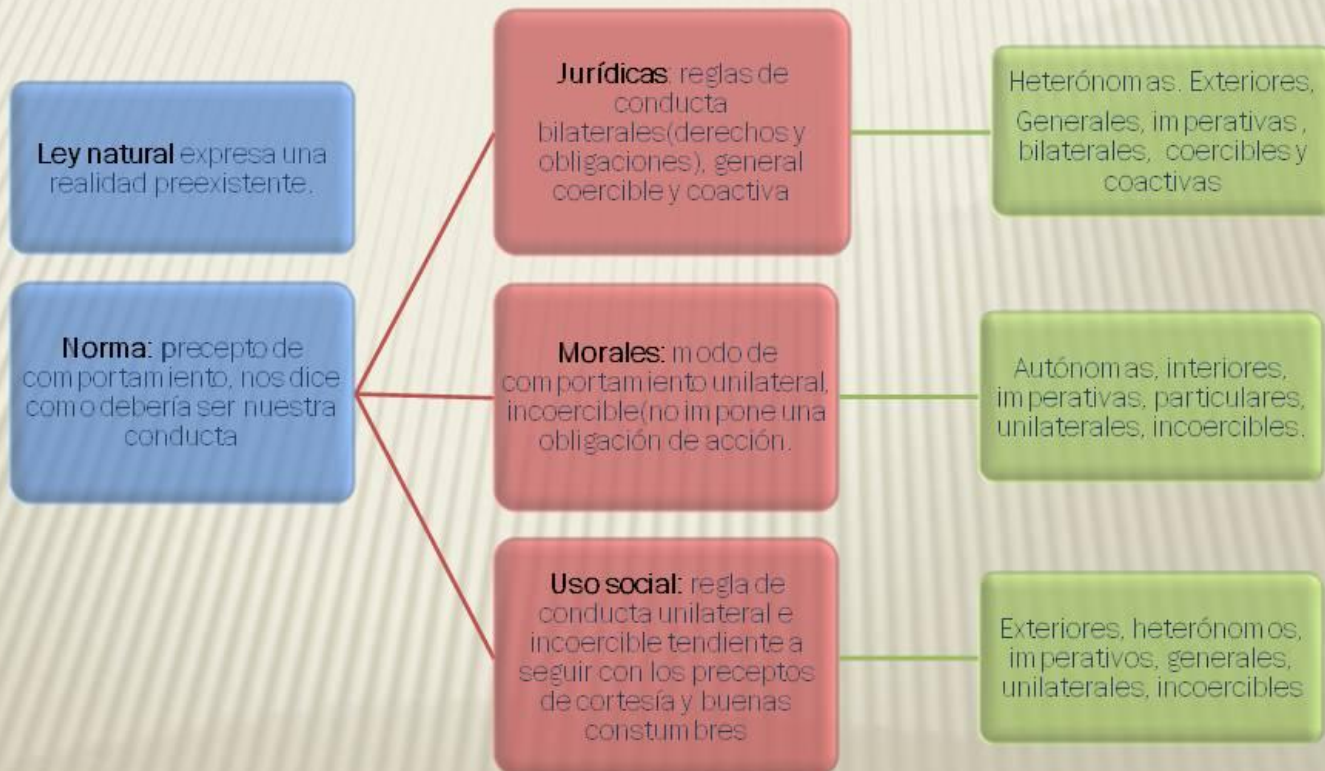 Ley natural expresa una
realidad preexistente.
Norma: precepto de
comportamiento, nos dice
como debería ser nuestra
conducta
Jurídicas: reglas de
conducta
bilaterales(derechos y
obligaciones), general
coercible y coactiva
Heterónomas. Exteriores,
Generales, imperativas ,
bilaterales, coercibles y
coactivas
Morales: modo de
comportamiento unilateral,
incoercible(no impone una
obligación de acción.
Autónomas, interiores,
imperativas, particulares,
unilaterales, incoercibles.
Uso social: regla de
conducta unilateral e
incoercible tendiente a
seguir con los preceptos
de cortesía y buenas
constumbres
Exteriores, heterónomos,
imperativos, generales,
unilaterales, incoercibles